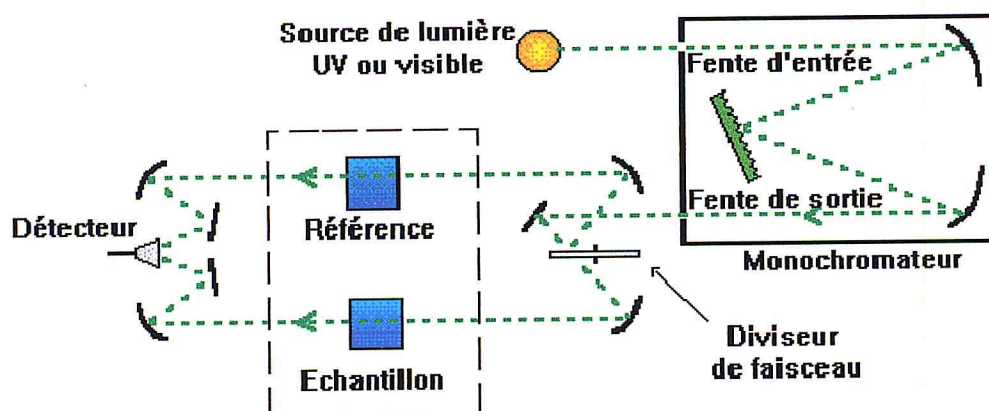 Source de lumière
UV ou visible
Fente d'entrée
Fente de sortie
Monochromateur
Détecteur
Référence
Echantillon
Diviseur
de faisceau